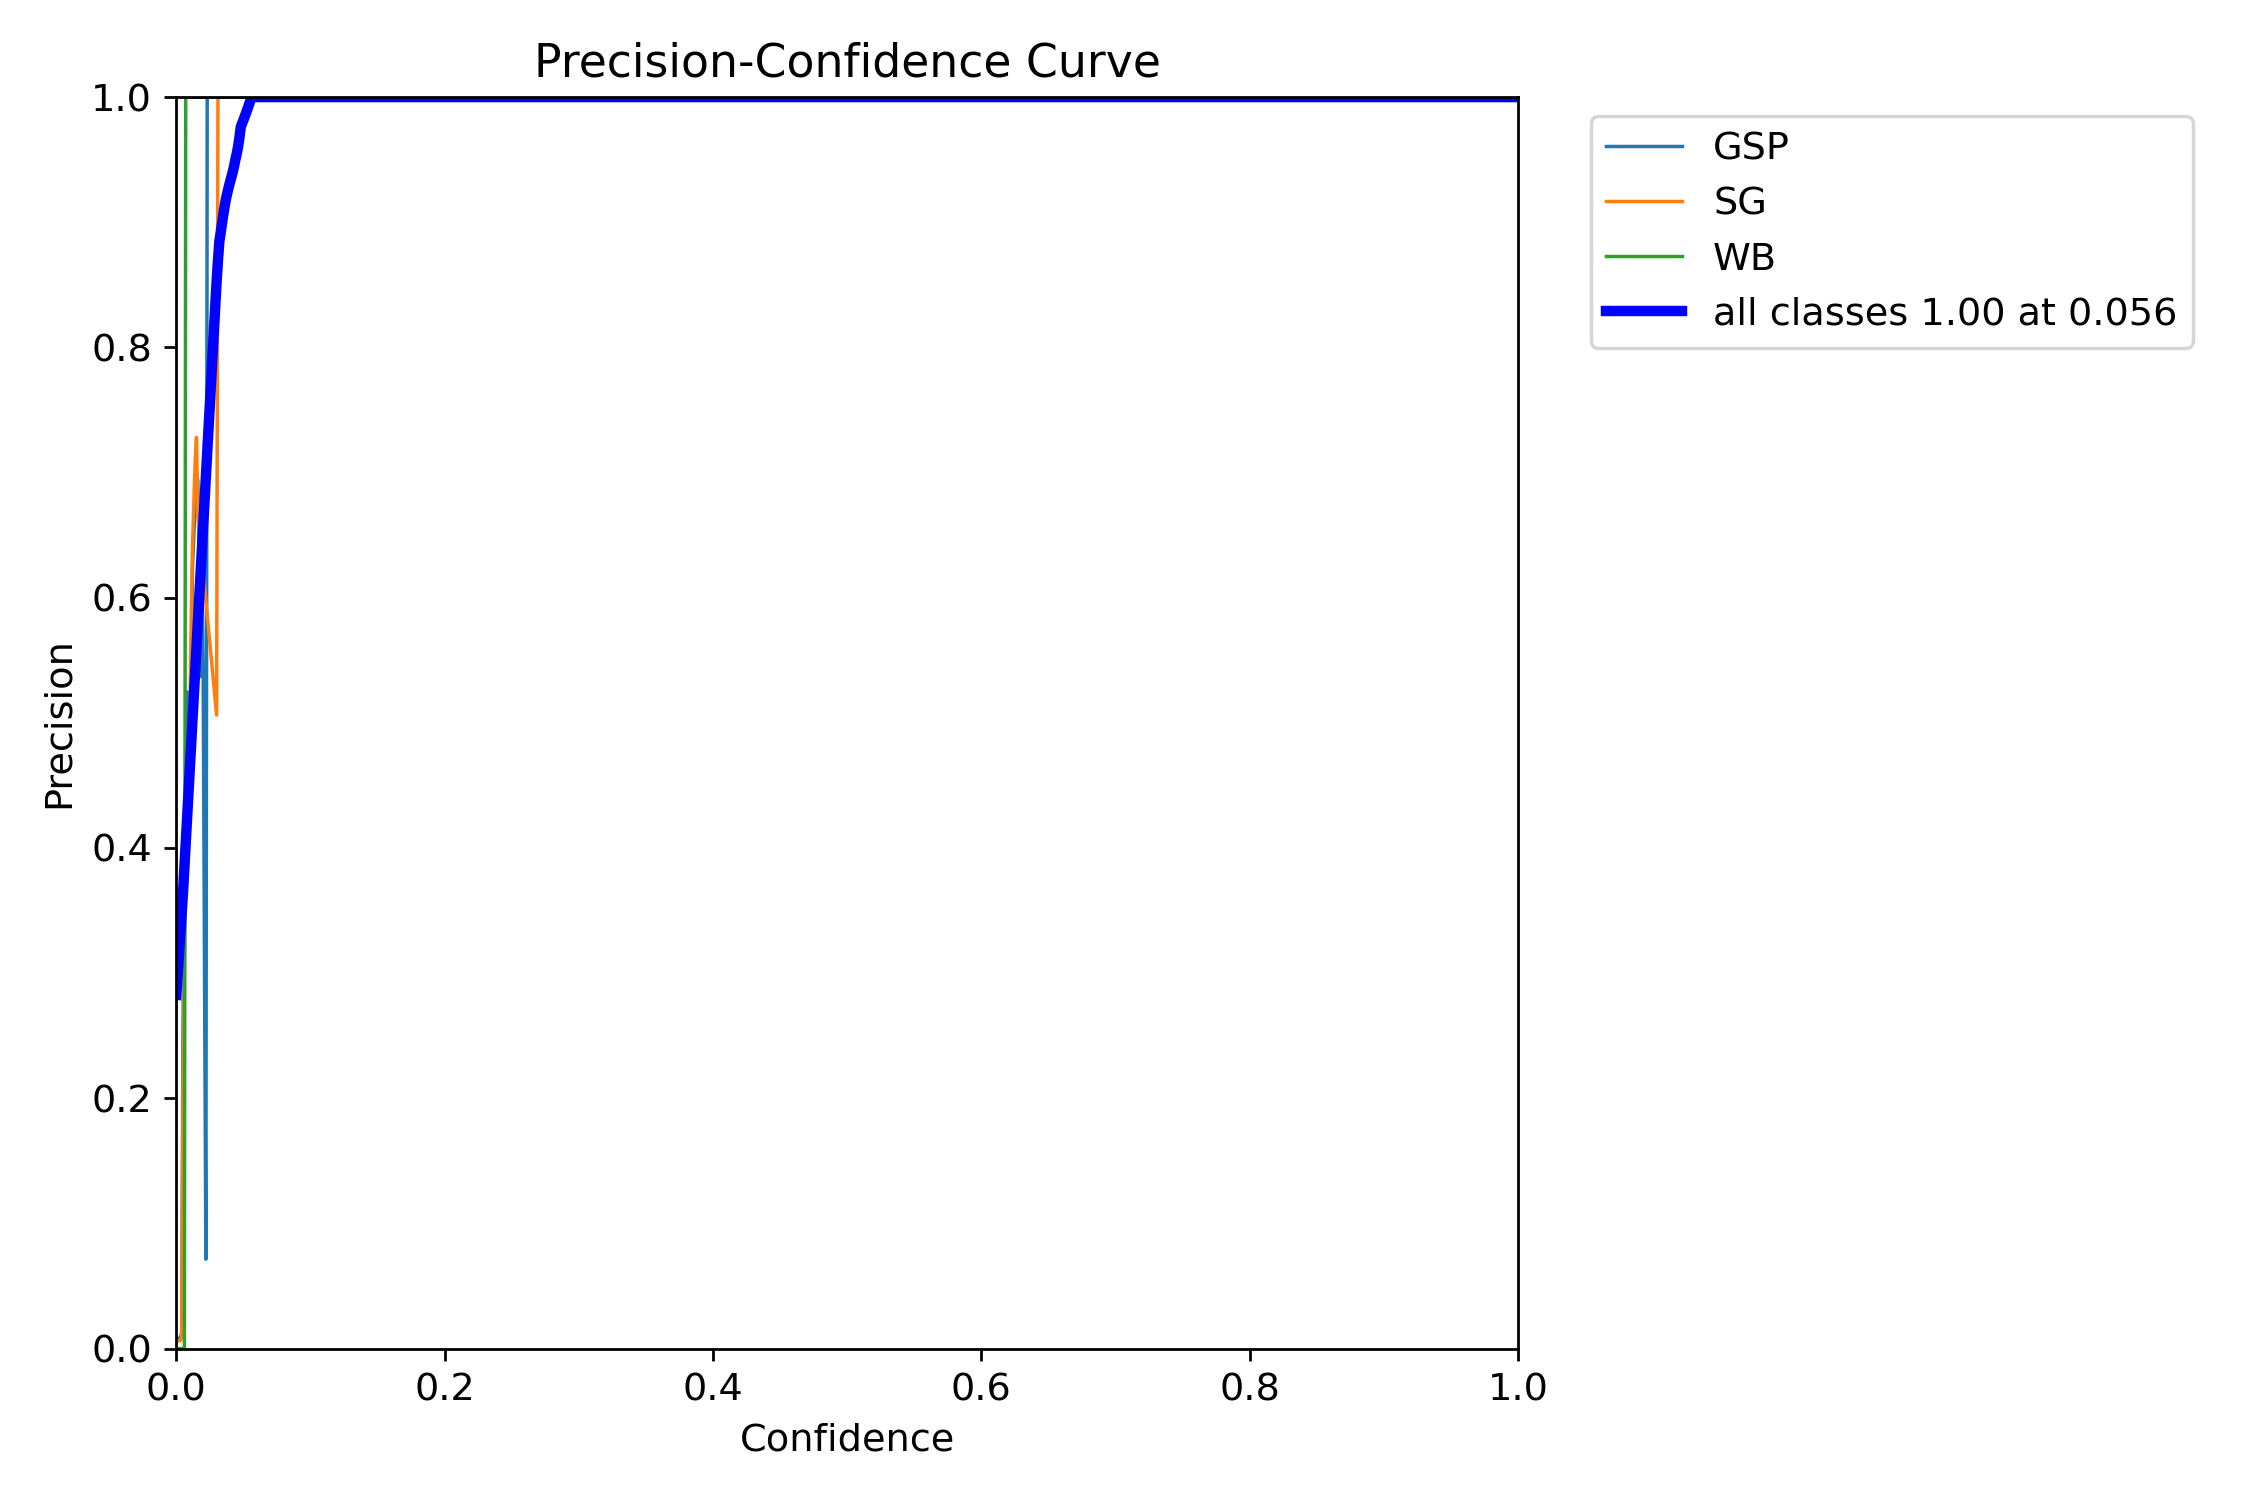 Precision-Confidence Curve
1.0
0.8
0.6
0.4
0.2
0.0
Precision
0.0 0.2 0.4 0.6 0.8 1.0
Confidence
GSP
SG
WB
all classes 1.00 at 0.056